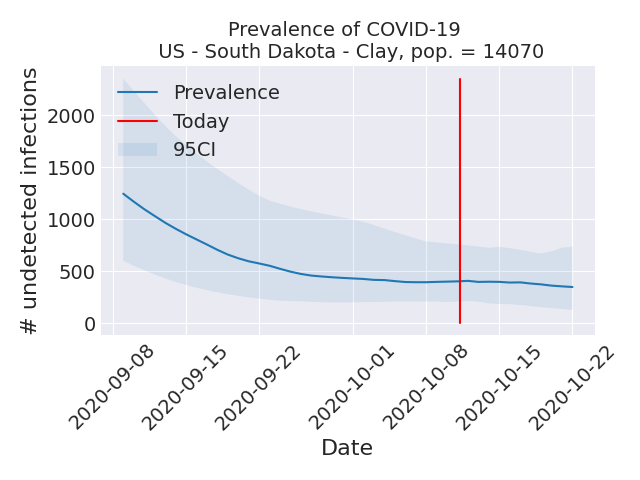 Prevalence of COVID-19
US - South Dakota - Clay, pop. = 14070
# undetected infections
2000
1500
1000
500
0
Prevalence
Today
95CI
2020-09-08
2020-09-15
2020-09-22
2020-10-01
2020-10-08
2020-10-15
2020-10-22
Date